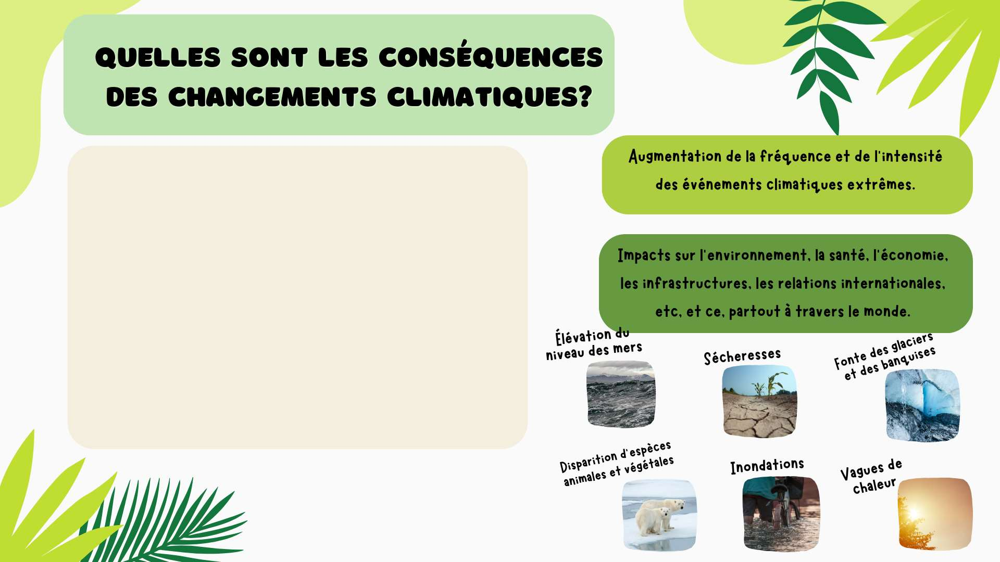 QUELLES SONT LES CONSÉQUENCES
DES CHANGEMENTS CLIMATIQUES?
Augmentation de la fréquence et de l'intensité
des événements climatiques extrêmes.
Impacts sur l'environnement, la santé, l'économie,
les infrastructures, les relations internationales,
etc, et ce, partout à travers le monde.
Élévation du
niveau des mers
Sécheresses
Fonte des glaciers
et des banquises
Disparition d'espèces
animales et végétales
Inondations
Vagues de
chaleur